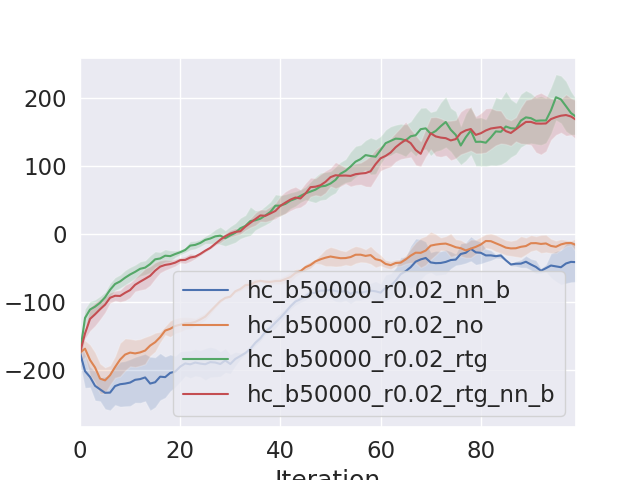 200
100
0
−100
−200
hc_b50000_r0.02_nn_b
hc_b50000_r0.02_no
hc_b50000_r0.02_rtg
hc_b50000_r0.02_rtg_nn_b
0 20 40 60 80
Iteration